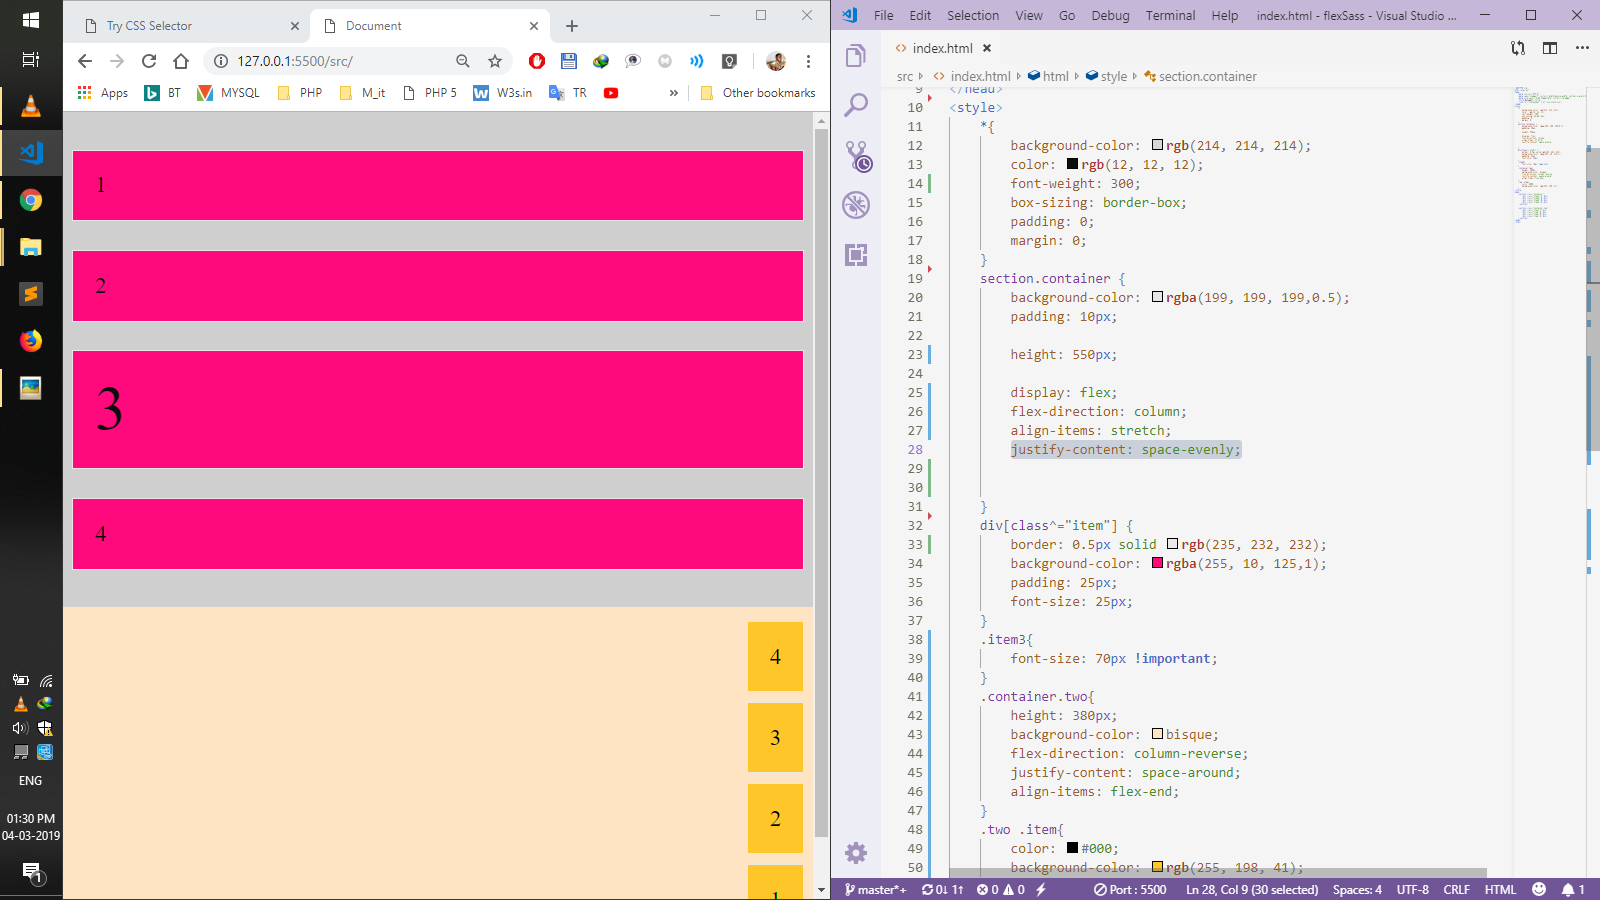 Try CSS Selector
Document
127.0.0.1:5500/src/
Apps
BT
MYSQL
PHP
M_it
PHP 5
W3s.in
TR
»
Other bookmarks
1
2
3
4
4
3
2
1
ENG
01:30 PM
04-03-2019
1
File Edit Selection View Go Debug Terminal Help
index.html - flexSass - Visual Studio ...
index.html
src › index.html › html › style › section.container
9 </head>
10 <style>
11 *{
12 background-color: rgb(214, 214, 214);
13 color: rgb(12, 12, 12);
14 font-weight: 300;
15 box-sizing: border-box;
16 padding: 0;
17 margin: 0;
18 }
19 section.container {
20 background-color: rgba(199, 199, 199,0.5);
21 padding: 10px;
22
23 height: 550px;
24
25 display: flex;
26 flex-direction: column;
27 align-items: stretch;
28 justify-content: space-evenly;
29
30
31 }
32 div[class^="item"] {
33 border: 0.5px solid rgb(235, 232, 232);
34 background-color: rgba(255, 10, 125,1);
35 padding: 25px;
36 font-size: 25px;
37 }
38 .item3{
39 font-size: 70px !important;
40 }
41 .container.two{
42 height: 380px;
43 background-color: bisque;
44 flex-direction: column-reverse;
45 justify-content: space-around;
46 align-items: flex-end;
47 }
48 .two .item{
49 color: #000;
50 background-color: rgb(255, 198, 41);
master*+ 0↓ 1↑ 0 0 Port : 5500 Ln 28, Col 9 (30 selected) Spaces: 4 UTF-8 CRLF HTML 1